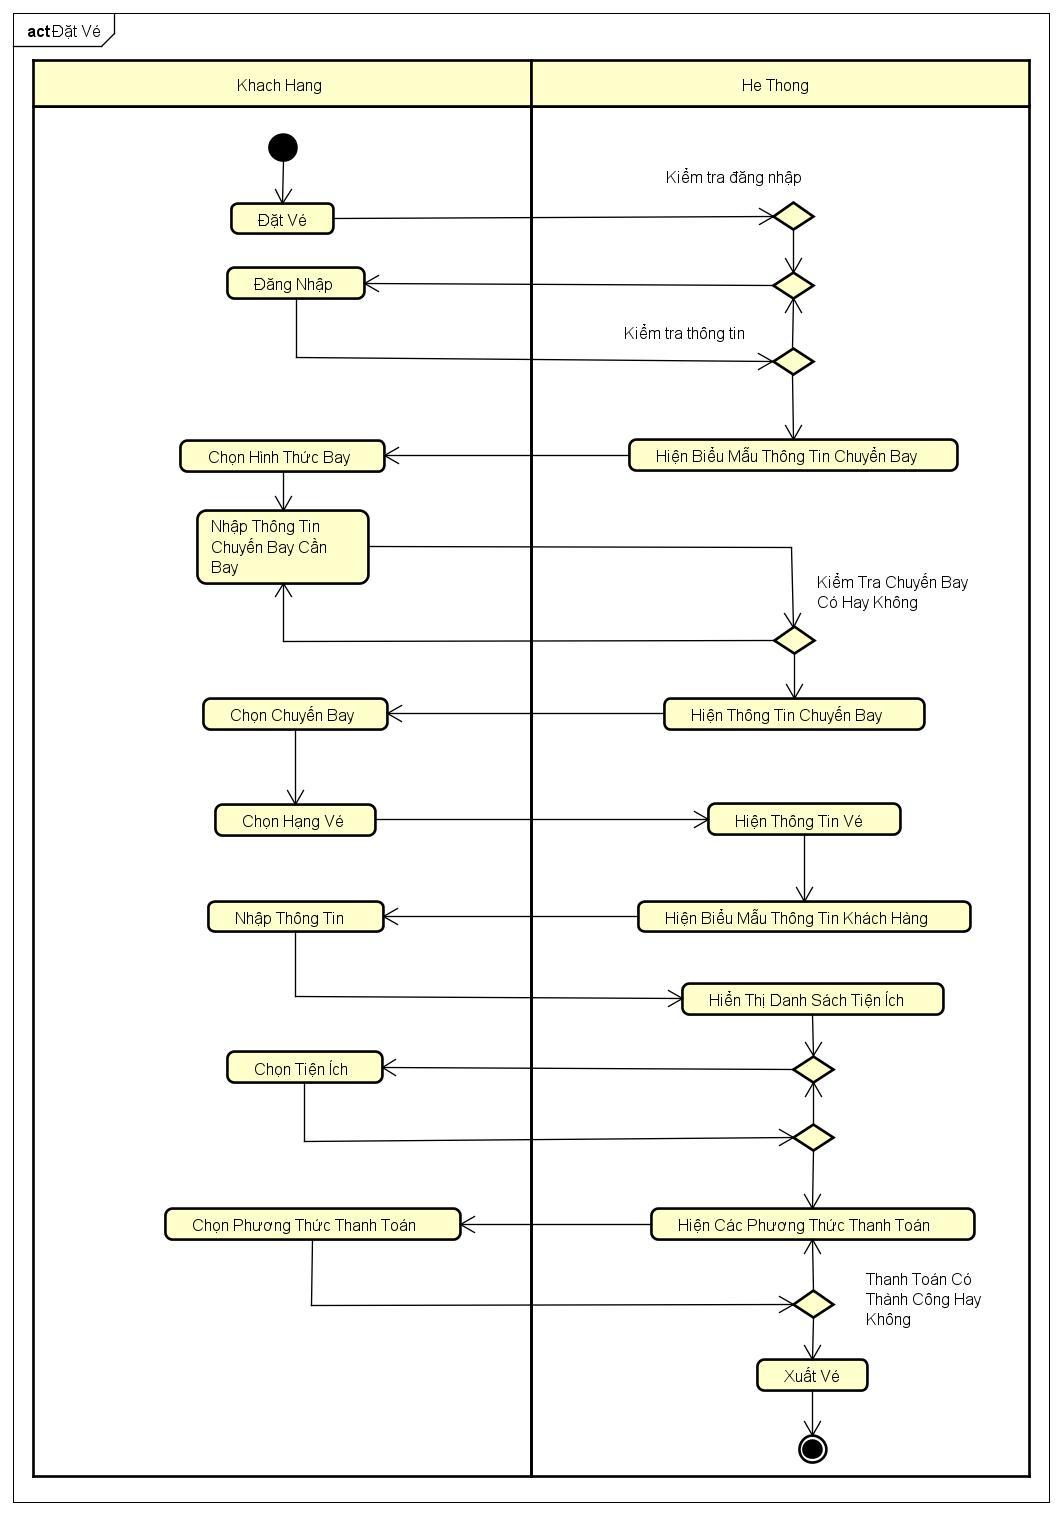 act Đặt Vé
Khach Hang
He Thong
Kiểm tra đăng nhập
Đặt Vé
Đăng Nhập
Kiểm tra thông tin
Chọn Hình Thức Bay
Hiện Biểu Mẫu Thông Tin Chuyển Bay
Nhập Thông Tin
Chuyến Bay Cần
Bay
Kiểm Tra Chuyến Bay
Có Hay Không
Chọn Chuyến Bay
Hiện Thông Tin Chuyến Bay
Chọn Hạng Vé
Hiện Thông Tin Vé
Nhập Thông Tin
Hiện Biểu Mẫu Thông Tin Khách Hàng
Hiển Thị Danh Sách Tiện Ích
Chọn Tiện Ích
Chọn Phương Thức Thanh Toán
Hiện Các Phương Thức Thanh Toán
Thanh Toán Có
Thành Công Hay
Không
Xuất Vé